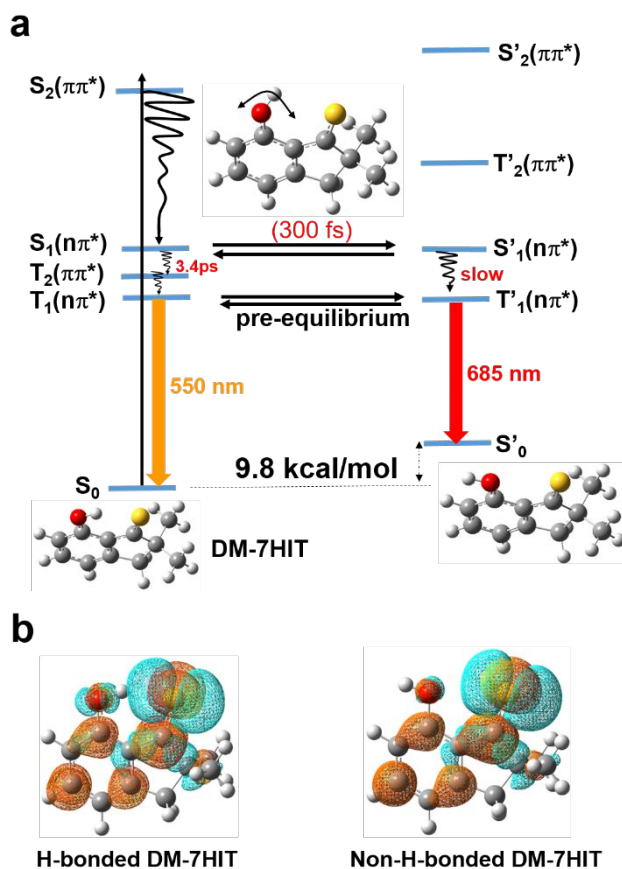 a
S₂(ππ*)
S'₂(ππ*)
T'₂(ππ*)
(300 fs)
S₁(nπ*)
S'₁(nπ*)
3.4ps
slow
T₂(ππ*)
T₁(nπ*)
T'₁(nπ*)
pre-equilibrium
550 nm
685 nm
S'₀
9.8 kcal/mol
S₀
DM-7HIT
b
H-bonded DM-7HIT
Non-H-bonded DM-7HIT